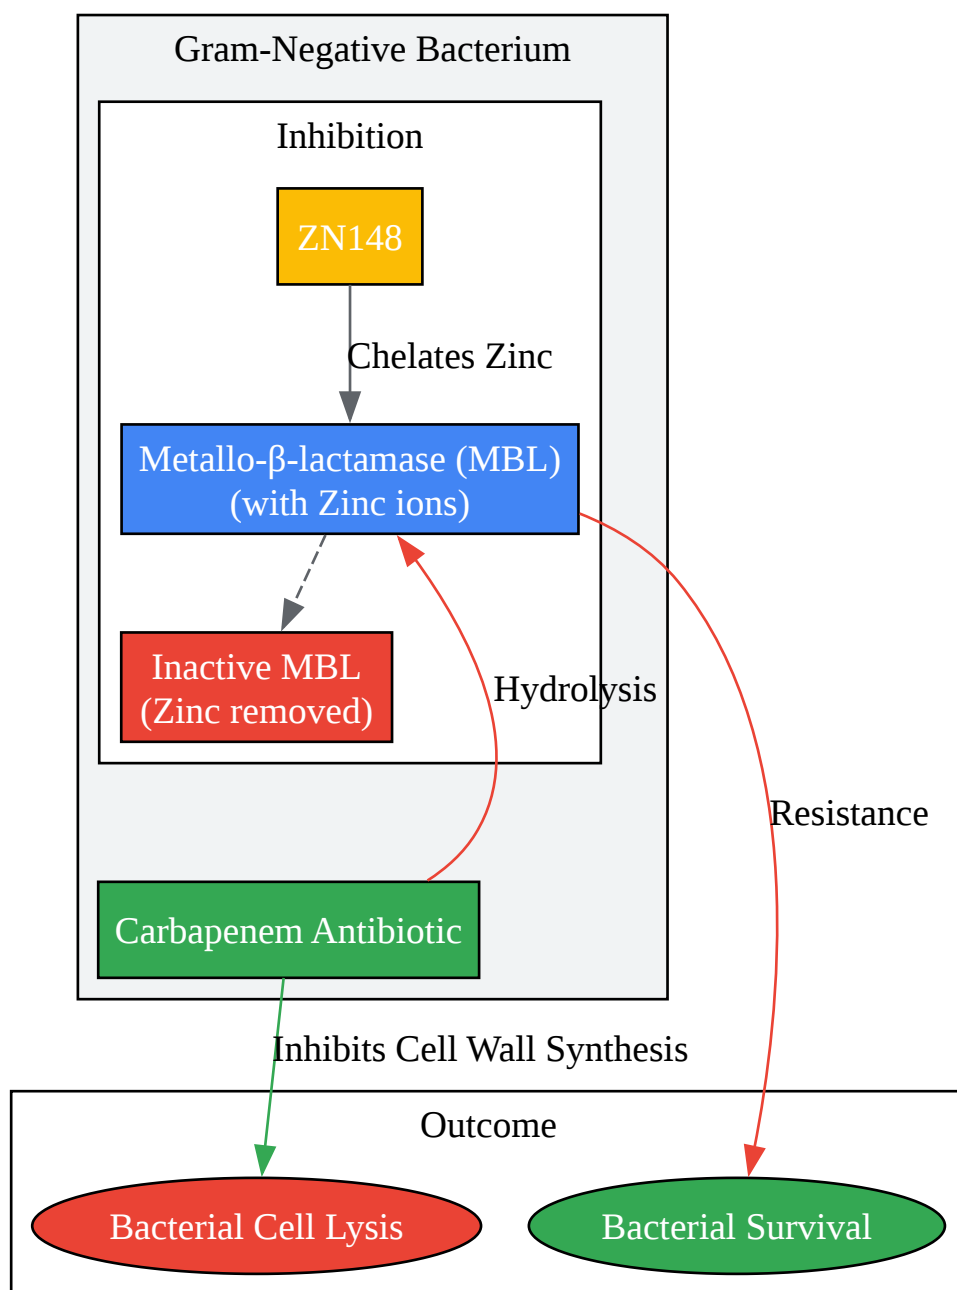 Gram-Negative Bacterium
Inhibition
ZN148
Chelates Zinc
Metallo-β-lactamase (MBL)
(with Zinc ions)
Inactive MBL
(Zinc removed)
Hydrolysis
Resistance
Carbapenem Antibiotic
Inhibits Cell Wall Synthesis
Outcome
Bacterial Cell Lysis
Bacterial Survival